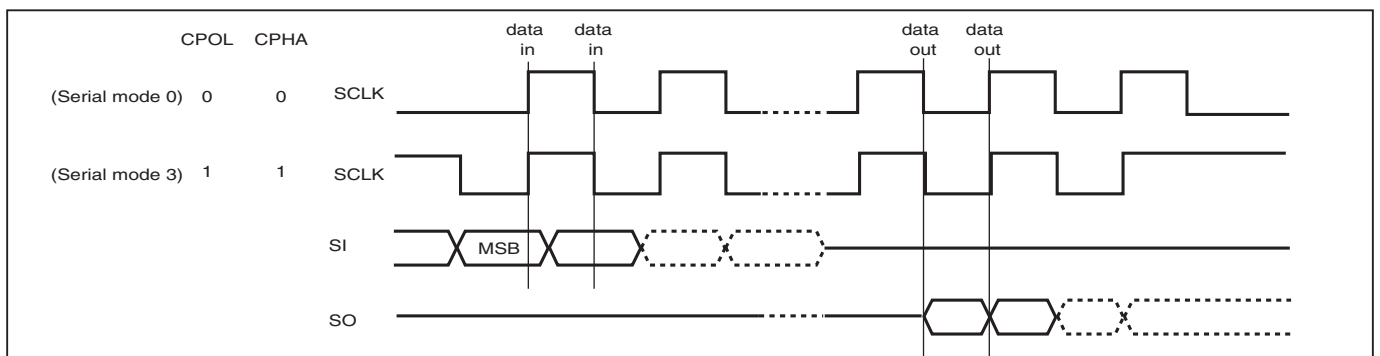 CPOL CPHA data in data in data out data out
(Serial mode 0) 0 0 SCLK
(Serial mode 3) 1 1 SCLK
SI MSB
SO